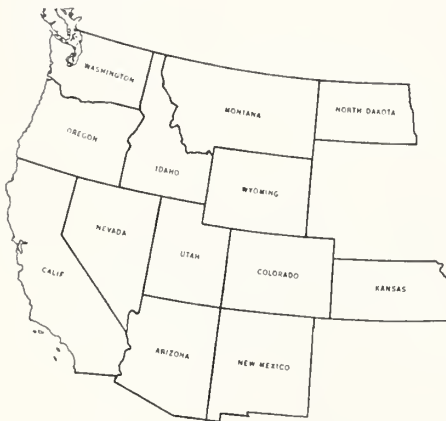 WASHINGTON
MONTANA
NORTH DAKOTA
OREGON
IDAHO
WYOMING
NEVADA
UTAH
COLORADO
CALIF
KANSAS
ARIZONA
NEW MEXICO